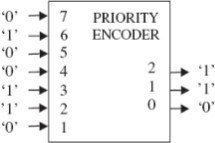 ‘0’ 7 PRIORITY
‘1’ 6 ENCODER
‘0’ 5
‘0’ 4 2 ‘1’
‘1’ 3 1 '1’
'1’ 2 0 ‘0’
‘0’ 1